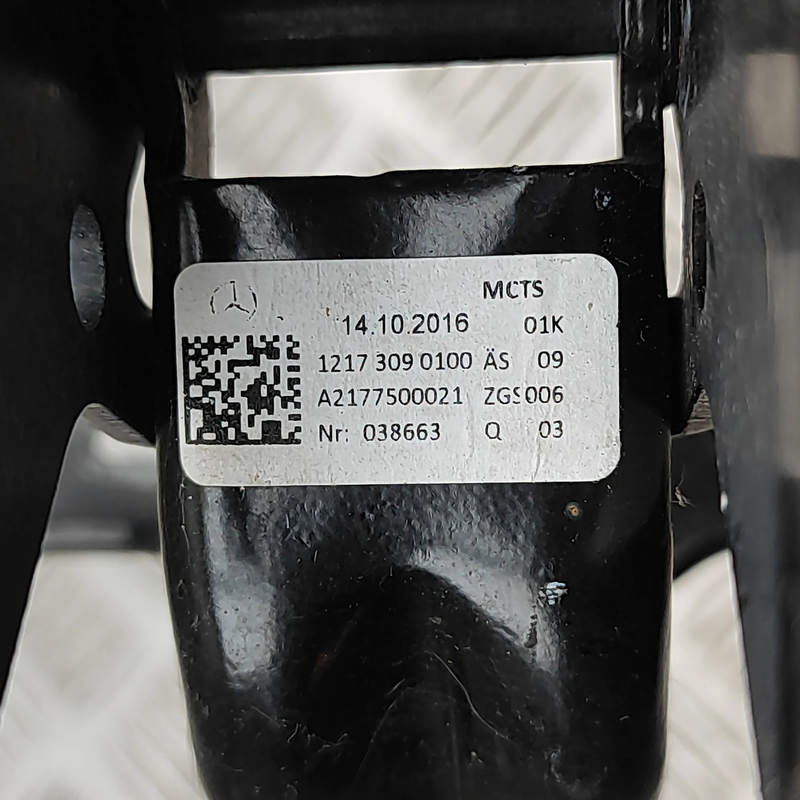 MCTS
14.10.2016 01K
1217 309 0100 ÄS 09
A2177500021 ZGS006
Nr: 038663 Q 03